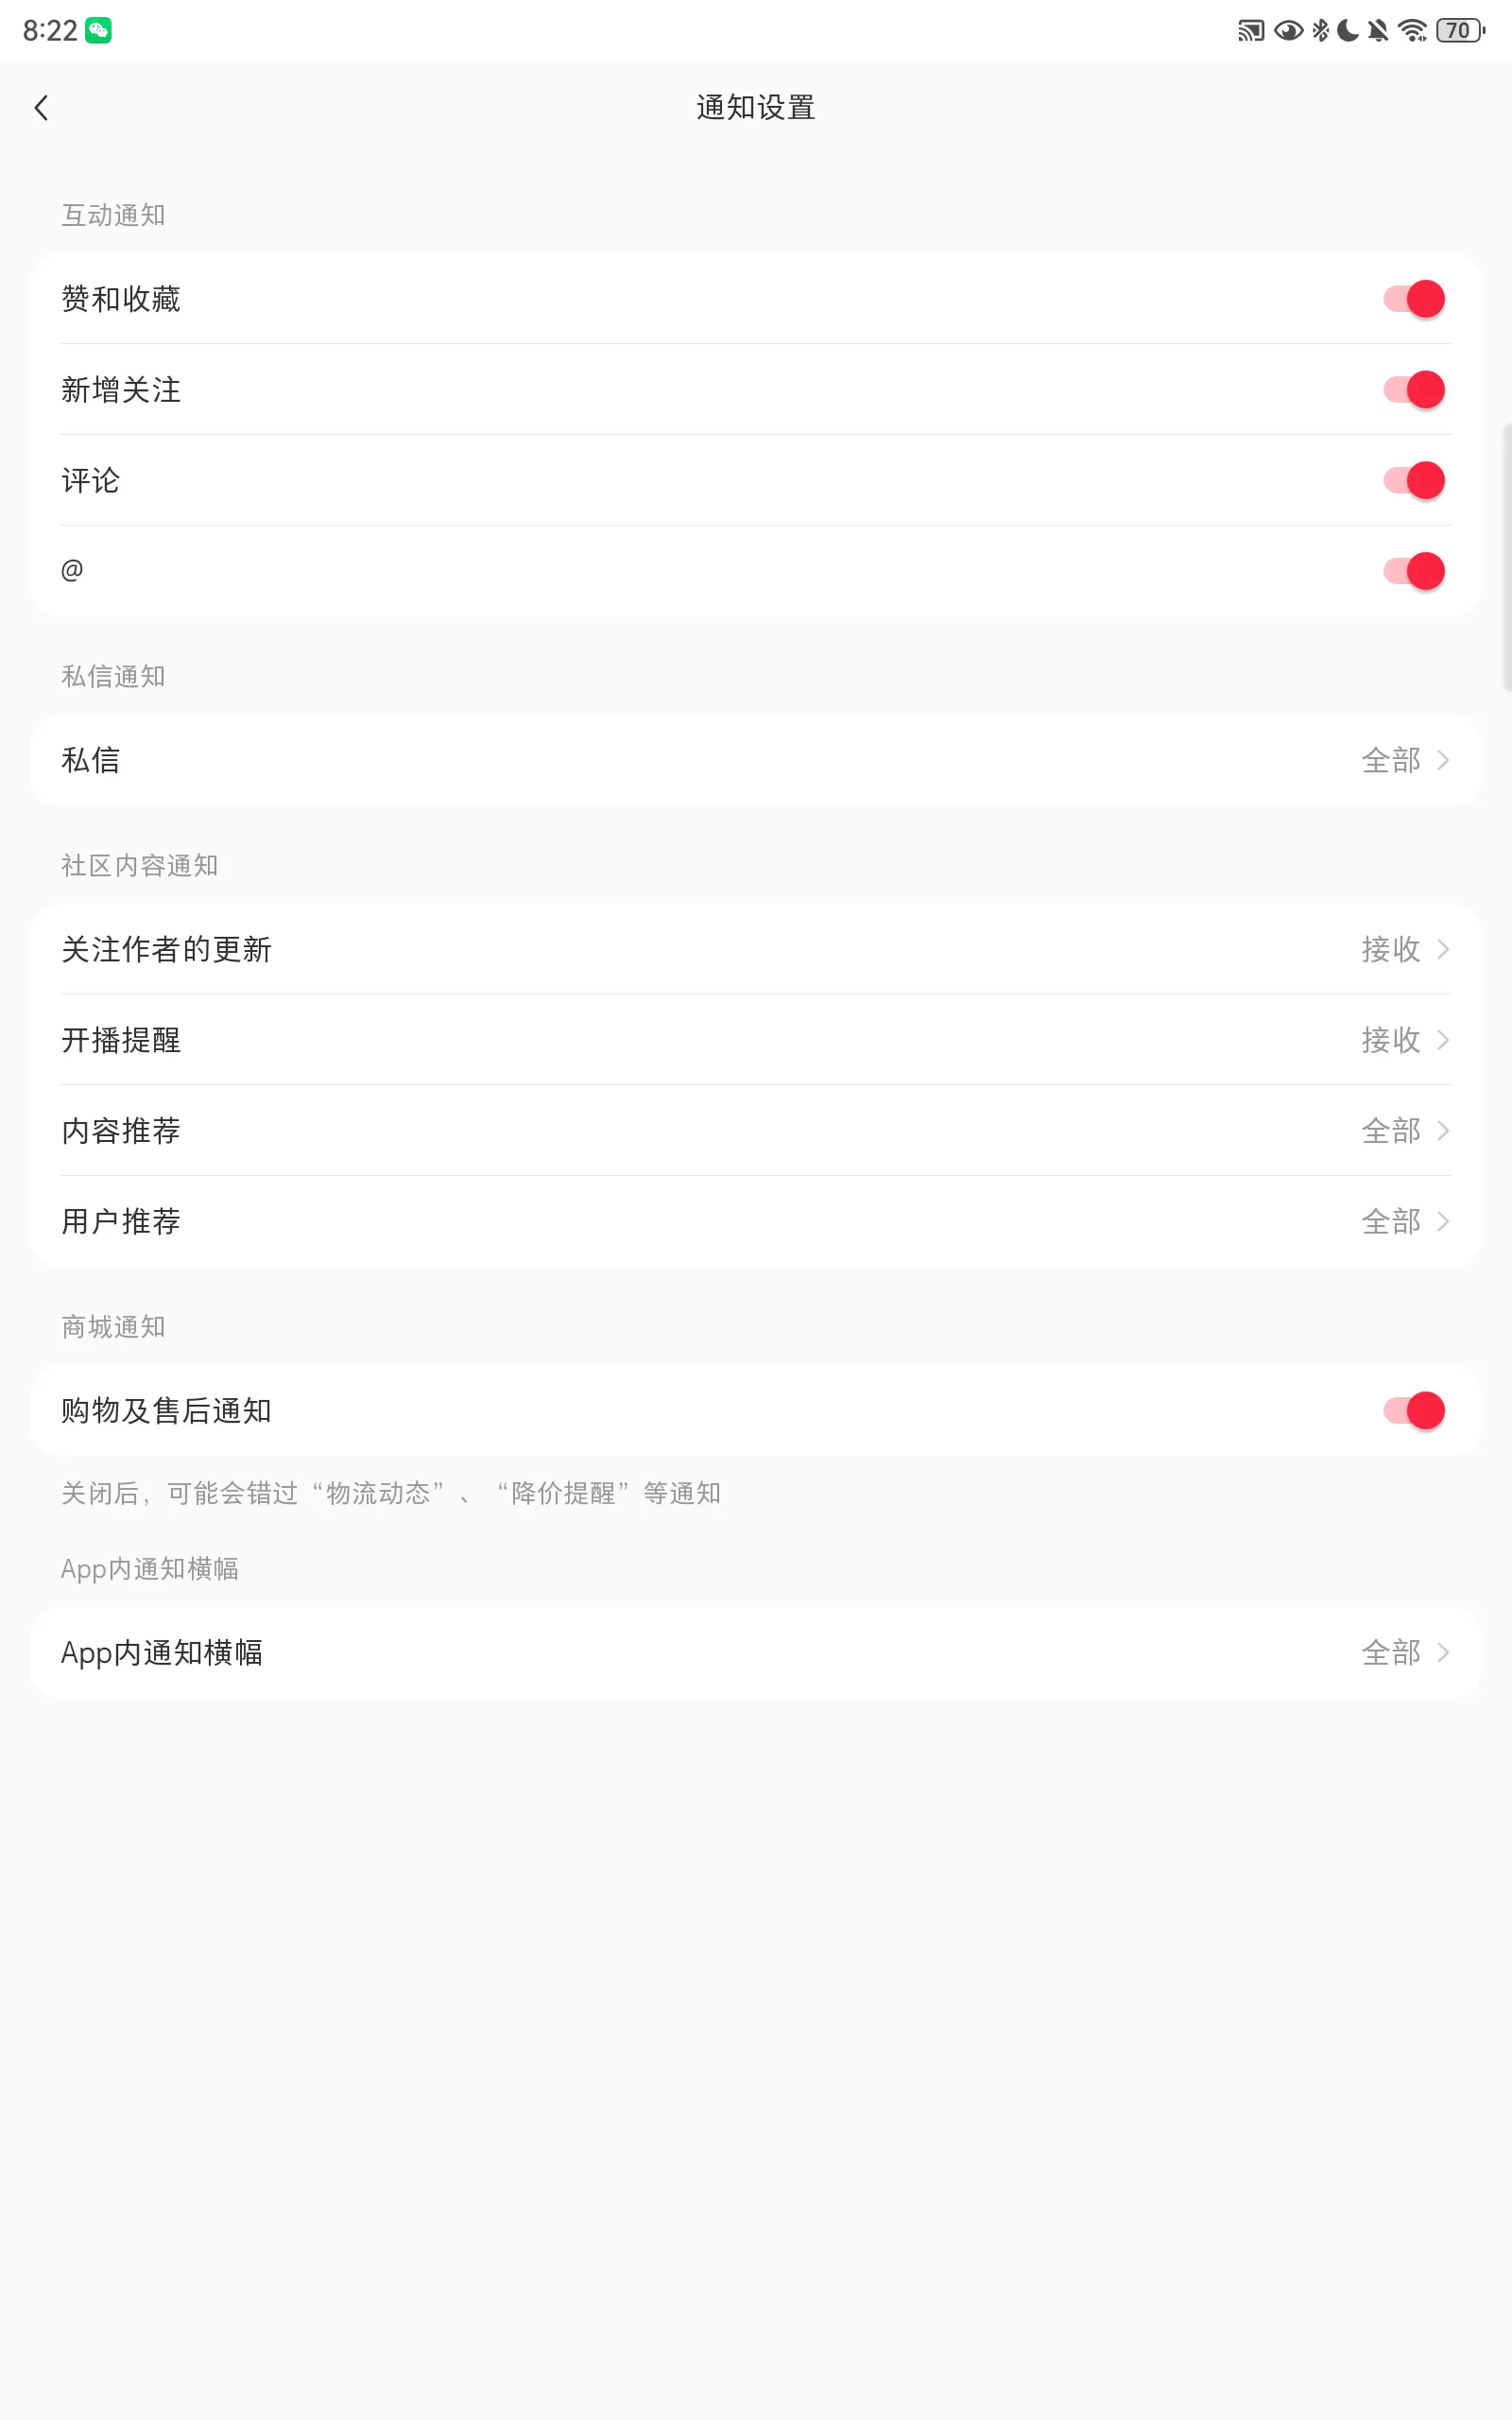 8:22
70
通知设置
互动通知
赞和收藏
新增关注
评论
@
私信通知
私信 全部
社区内容通知
关注作者的更新 接收
开播提醒 接收
内容推荐 全部
用户推荐 全部
商城通知
购物及售后通知
关闭后，可能会错过“物流动态”、“降价提醒”等通知
App内通知横幅
App内通知横幅 全部